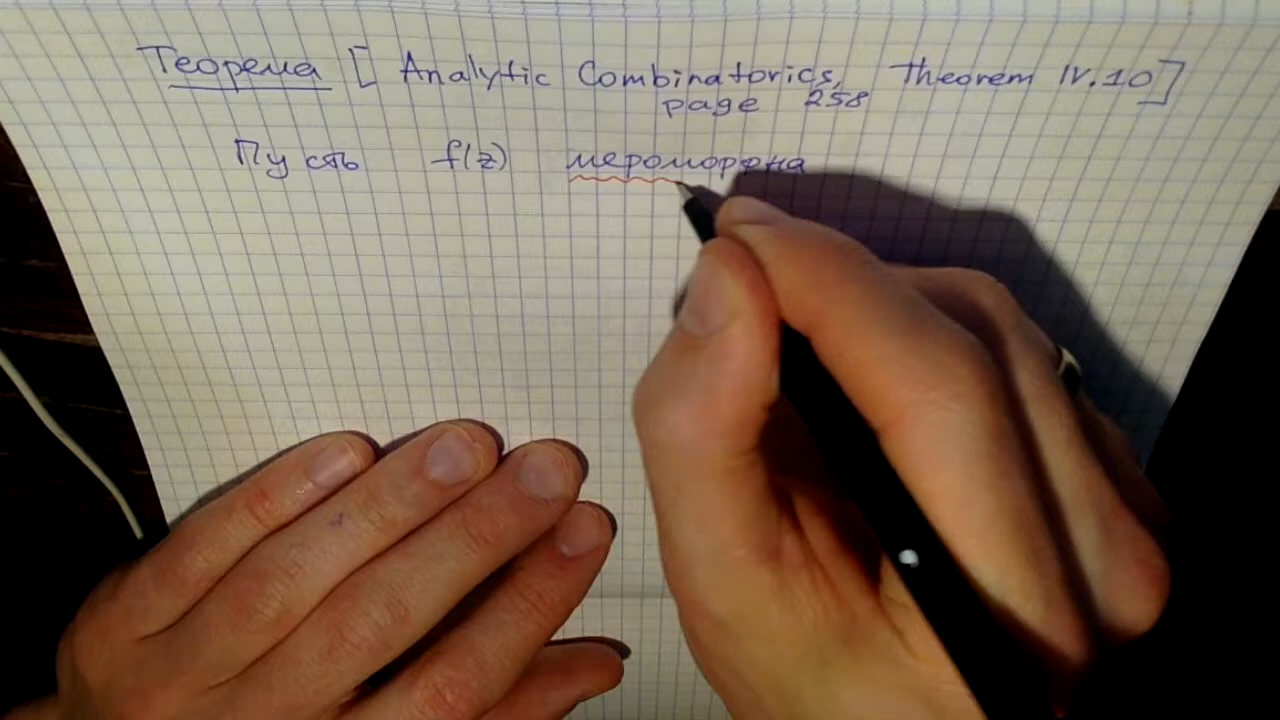 Теорема [ Analytic Combinatorics, Theorem IV.10]
page 258
Пусть f(z) мероморфна